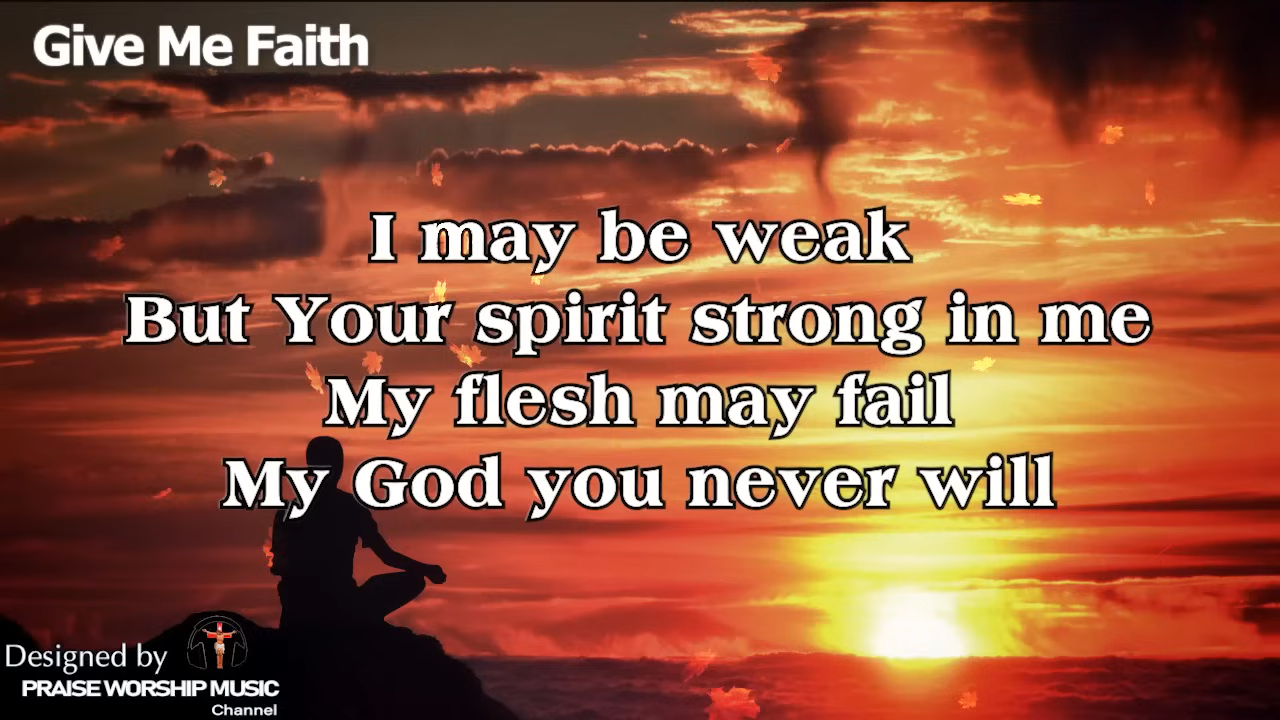 Give Me Faith
I may be weak
But Your spirit strong in me
My flesh may fail
My God you never will
Designed by
PRAISE WORSHIP MUSIC
Channel